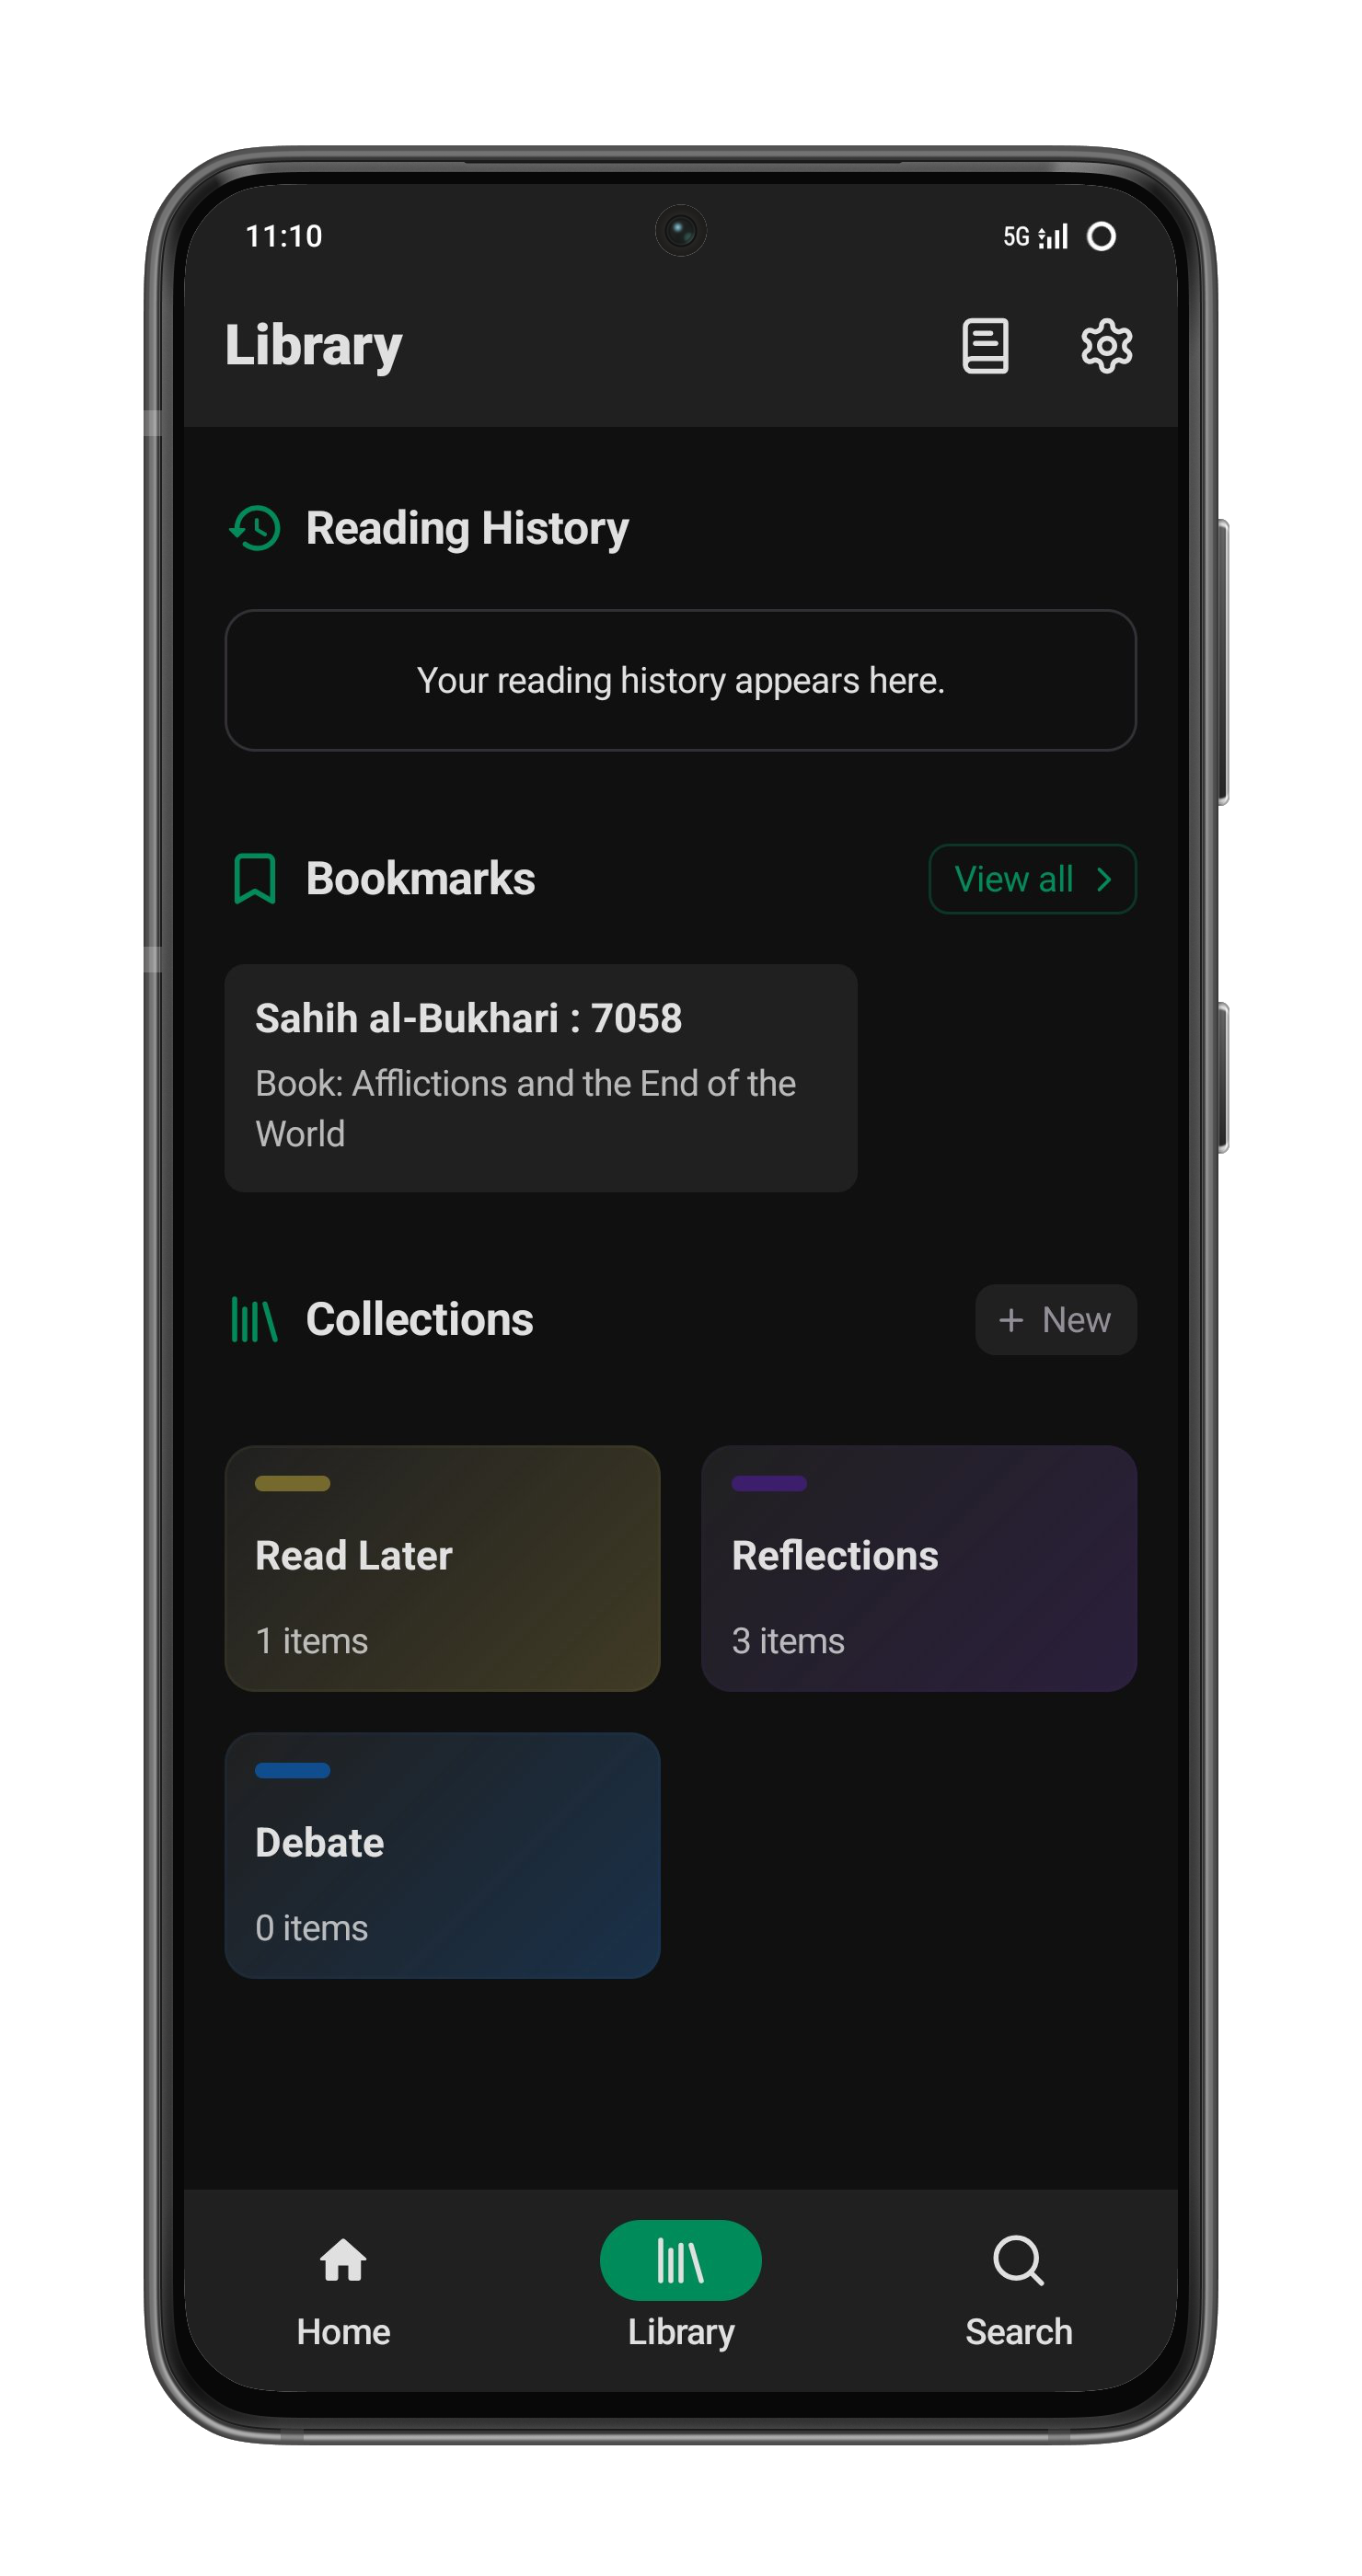 11:10
5G
Library
Reading History
Your reading history appears here.
Bookmarks
View all
Sahih al-Bukhari : 7058
Book: Afflictions and the End of the
World
Collections
+ New
Read Later
1 items
Reflections
3 items
Debate
0 items
Home
Library
Search